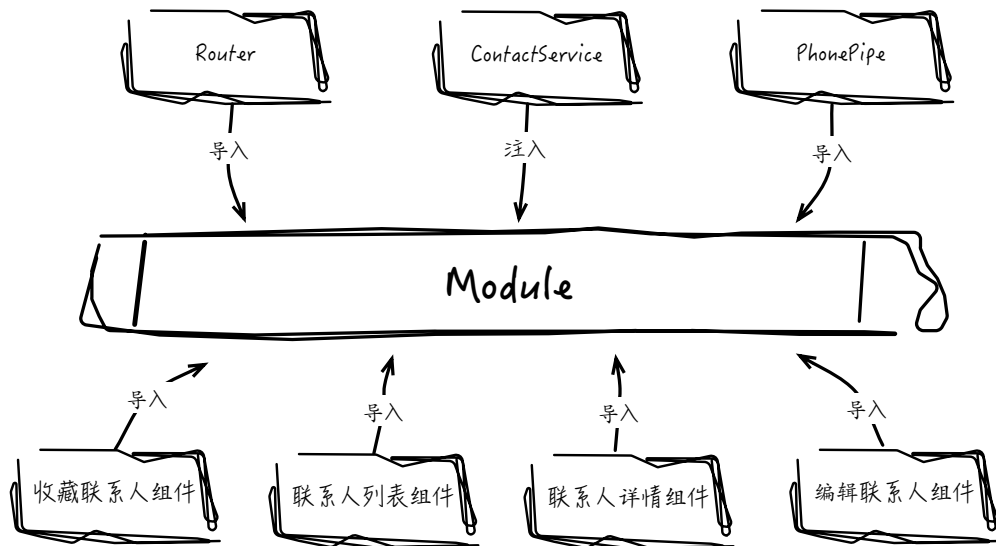 Router
ContactService
PhonePipe
导入
注入
导入
Module
导入
导入
导入
导入
收藏联系人组件
联系人列表组件
联系人详情组件
编辑联系人组件